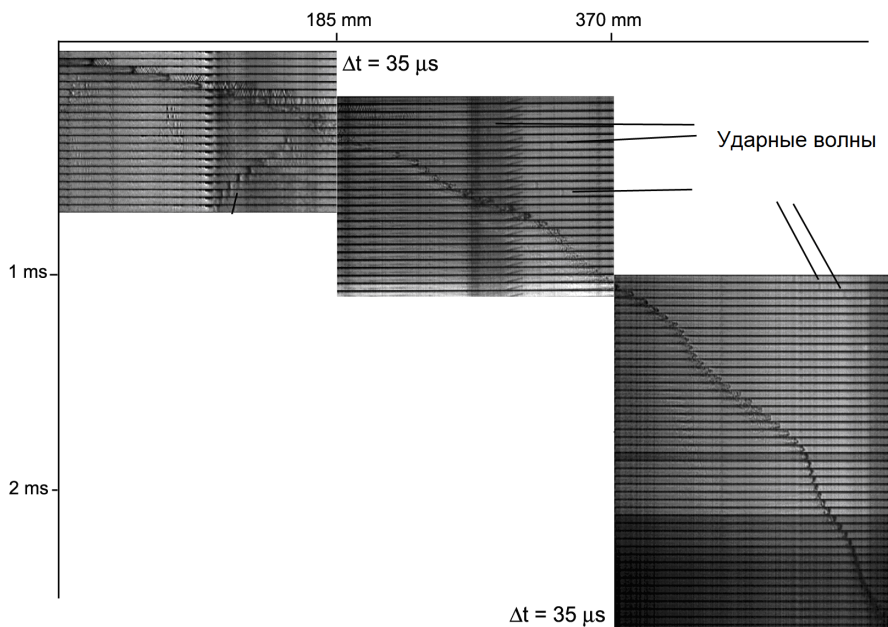 185 mm
370 mm
Δt = 35 μs
Ударные волны
1 ms
2 ms
Δt = 35 μs